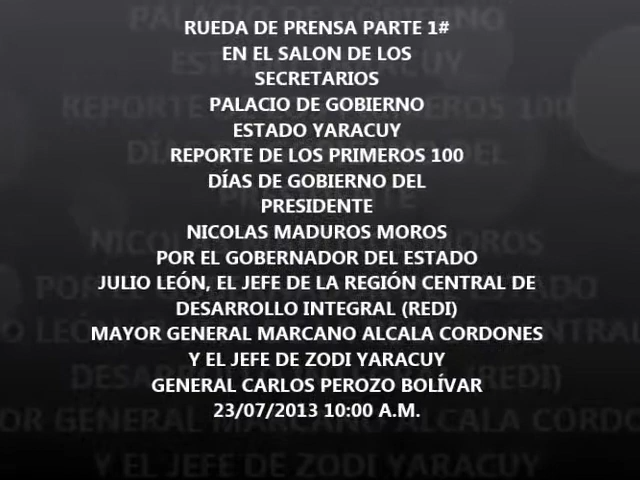 RUEDA DE PRENSA PARTE 1#
EN EL SALON DE LOS
SECRETARIOS
PALACIO DE GOBIERNO
ESTADO YARACUY
REPORTE DE LOS PRIMEROS 100
DÍAS DE GOBIERNO DEL
PRESIDENTE
NICOLAS MADUROS MOROS
POR EL GOBERNADOR DEL ESTADO
JULIO LEÓN, EL JEFE DE LA REGIÓN CENTRAL DE
DESARROLLO INTEGRAL (REDI)
MAYOR GENERAL MARCANO ALCALA CORDONES
Y EL JEFE DE ZODI YARACUY
GENERAL CARLOS PEROZO BOLÍVAR
23/07/2013 10:00 A.M.